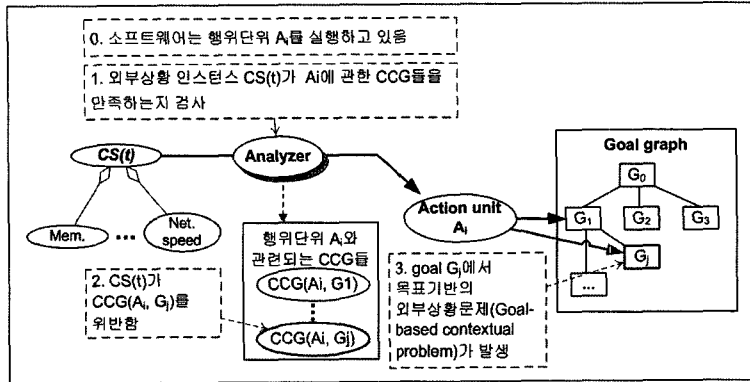 0. 소프트웨어는 행위단위 Aᵢ를 실행하고 있음
1. 외부상황 인스턴스 CS(t)가 Ai에 관한 CCG들을
만족하는지 검사
CS(t)
Analyzer
Mem.
...
Net.
speed
Action unit
Aᵢ
Goal graph
G₀
G₁
G₂
G₃
...
Gⱼ
행위단위 Aᵢ와
관련되는 CCG들
CCG(Ai, G1)
CCG(Ai, Gj)
2. CS(t)가
CCG(Aᵢ, Gⱼ)를
위반함
3. goal Gⱼ에서
목표기반의
외부상황문제(Goal-
based contextual
problem)가 발생